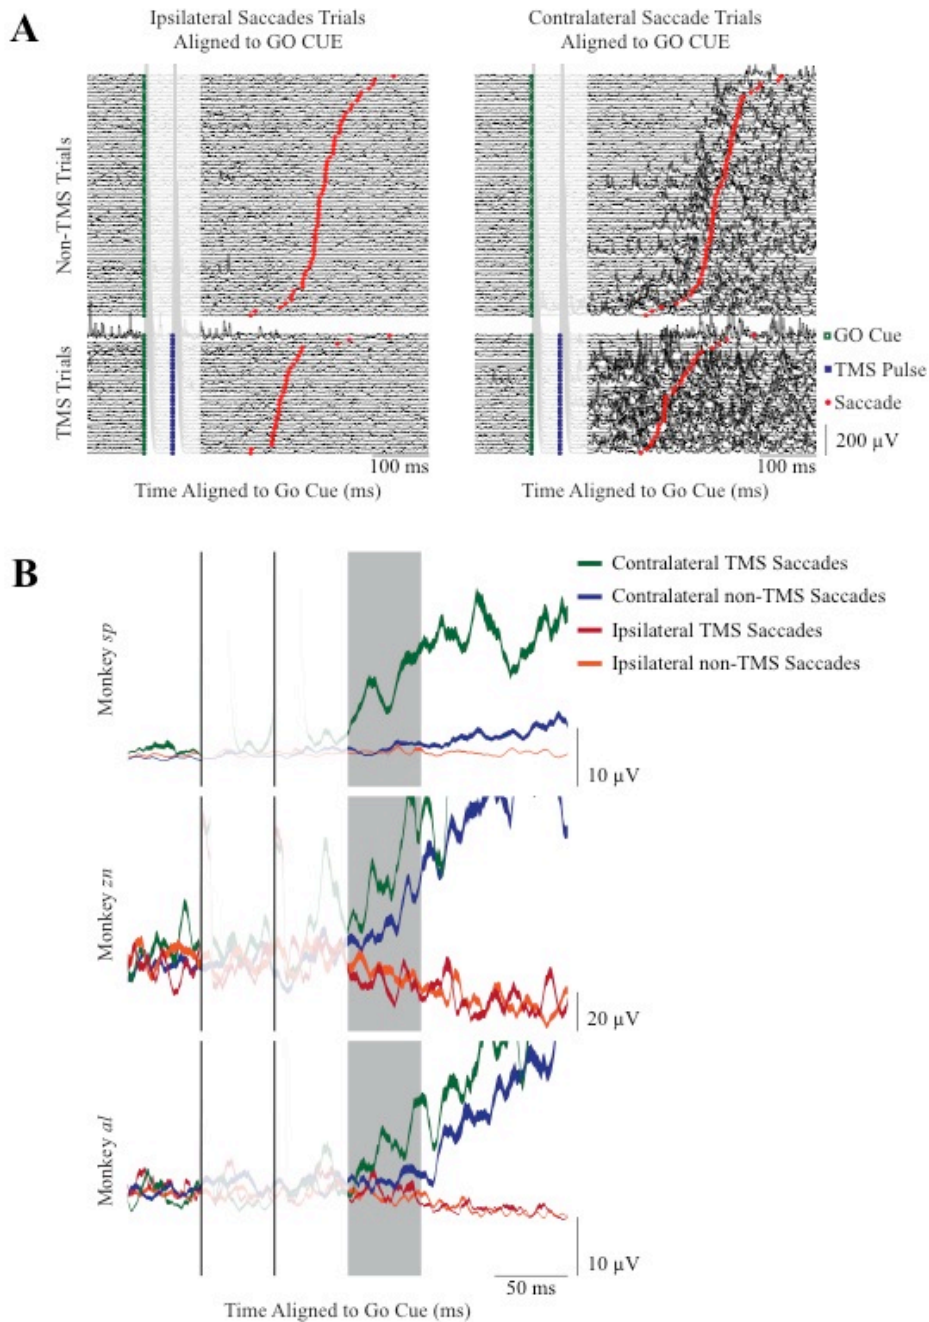 A
Ipsilateral Saccades Trials
Aligned to GO CUE
Contralateral Saccade Trials
Aligned to GO CUE
Non-TMS Trials
TMS Trials
GO Cue
TMS Pulse
Saccade
200 µV
100 ms
100 ms
Time Aligned to Go Cue (ms)
Time Aligned to Go Cue (ms)
B
Contralateral TMS Saccades
Contralateral non-TMS Saccades
Ipsilateral TMS Saccades
Ipsilateral non-TMS Saccades
Monkey sp
10 µV
Monkey zn
20 µV
Monkey al
10 µV
50 ms
Time Aligned to Go Cue (ms)